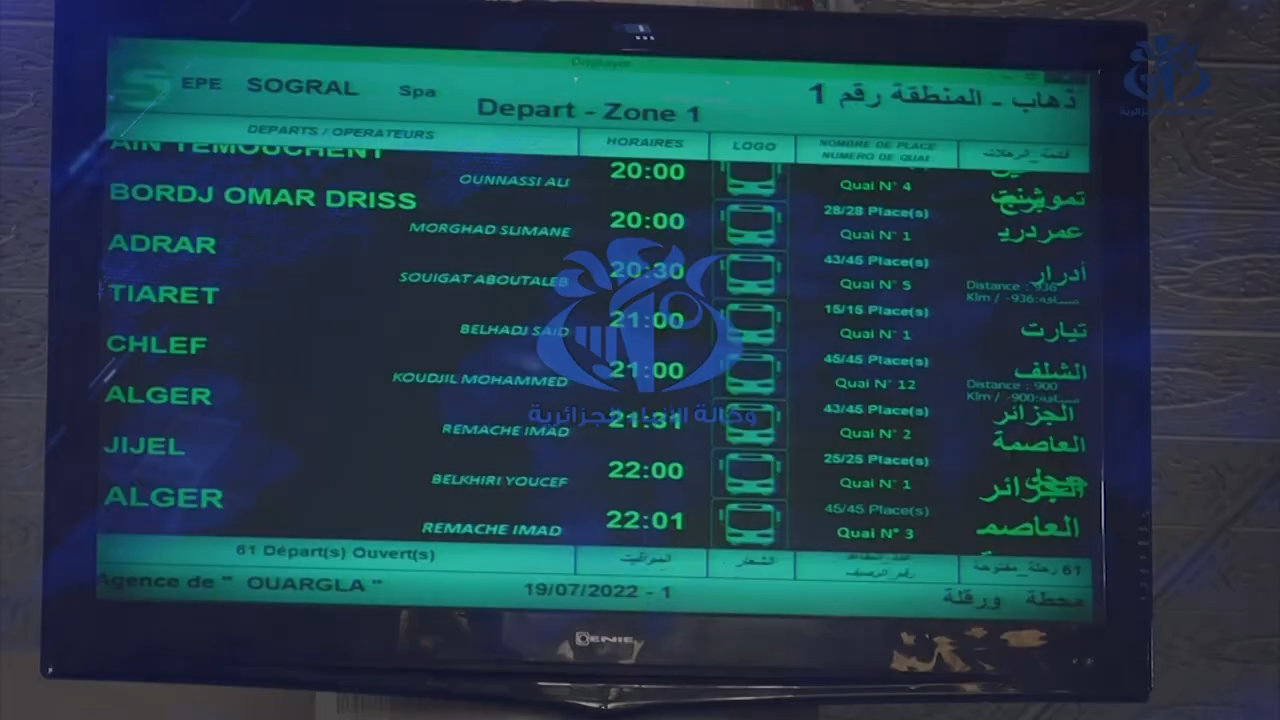 Displayer
EPE SOGRAL Spa
Depart - Zone 1
ذهاب - المنطقة رقم 1
DEPARTS / OPERATEURS HORAIRES LOGO NOMBRE DE PLACE
NUMERO DE QUAI
AIN TEMOUCHENT
OUNNASSI ALI 20:00 Quai N° 4
تموشنت
BORDJ OMAR DRISS
28/28 Place(s)
MORGHAD SLIMANE 20:00 Quai N° 1
ADRAR
43/45 Place(s) أدرار
SOUIGAT ABOUTALEB 20:30 Quai N° 5
Distance : 936
Klm / -936:مسافة
TIARET
15/15 Place(s) تيارت
BELHADJ SAID 21:00 Quai N° 1
CHLEF
45/45 Place(s) الشلف
KOUDJIL MOHAMMED 21:00 Quai N° 12
Distance : 900
Klm / -900:مسافة
ALGER
43/45 Place(s) الجزائر
REMACHE IMAD 21:31 Quai N° 2 العاصمة
JIJEL
25/25 Place(s)
BELKHIRI YOUCEF 22:00 Quai N° 1
ALGER
45/45 Place(s) الجزائر
REMACHE IMAD 22:01 Quai N° 3 العاصمة
61 Départ(s) Ouvert(s) المواقيت الشعار 61 رحلة_مفتوحة
رقم_الرصيف
Agence de " OUARGLA " 19/07/2022 - 1 محطة ورقلة
GENIE
وكالة الأنباء الجزائرية